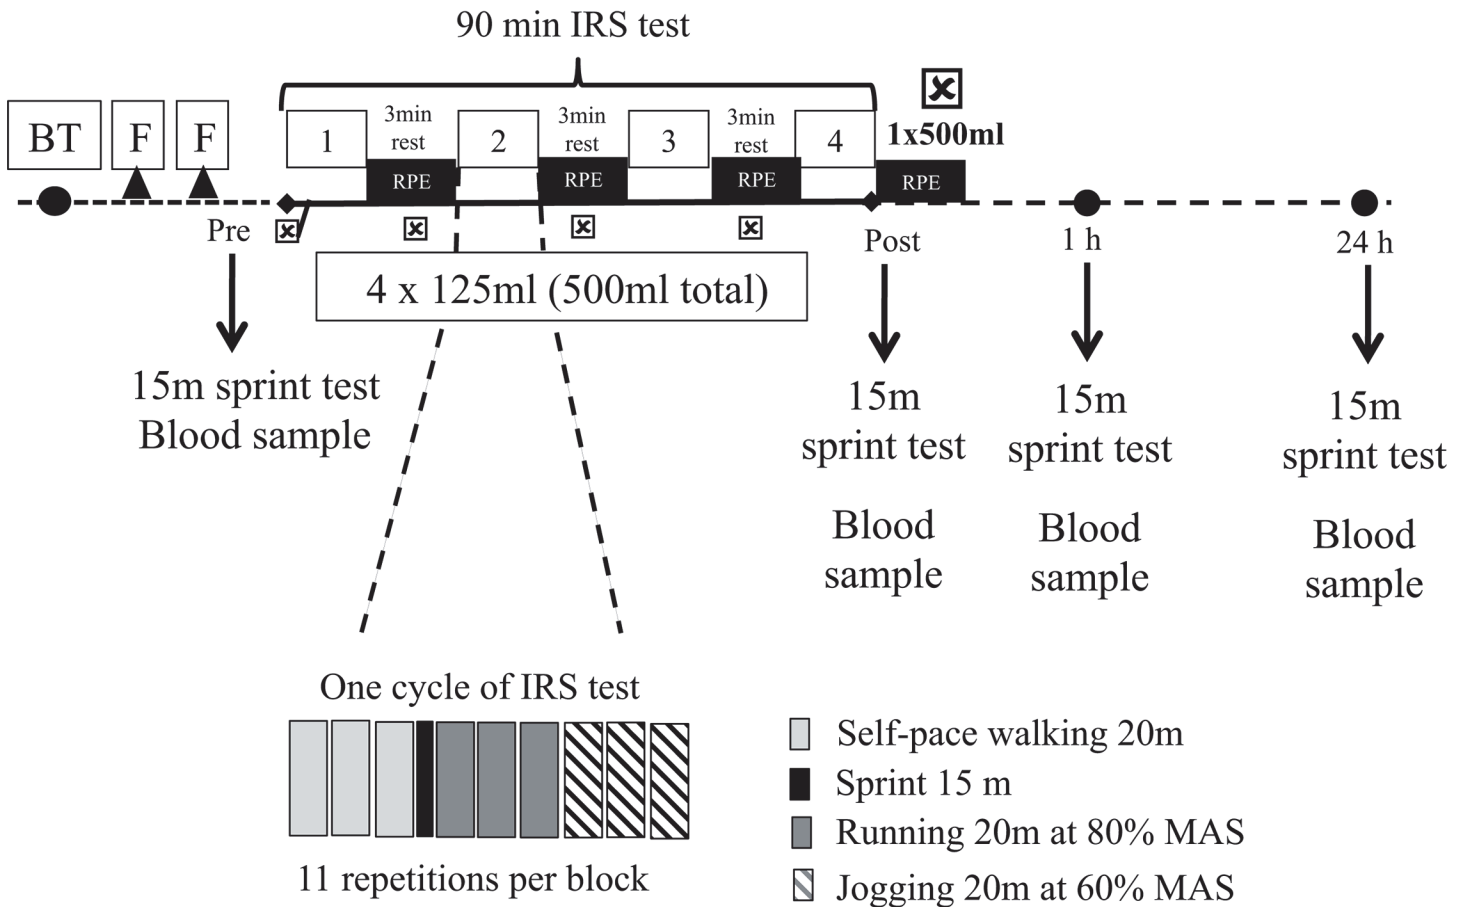 90 min IRS test
BT
F
F
1
3min
rest
2
3min
rest
3
3min
rest
4
1x500ml
RPE
RPE
RPE
RPE
Pre
Post
1 h
24 h
4 x 125ml (500ml total)
15m sprint test
Blood sample
15m
sprint test
Blood
sample
15m
sprint test
Blood
sample
15m
sprint test
Blood
sample
One cycle of IRS test
11 repetitions per block
Self-pace walking 20m
Sprint 15 m
Running 20m at 80% MAS
Jogging 20m at 60% MAS